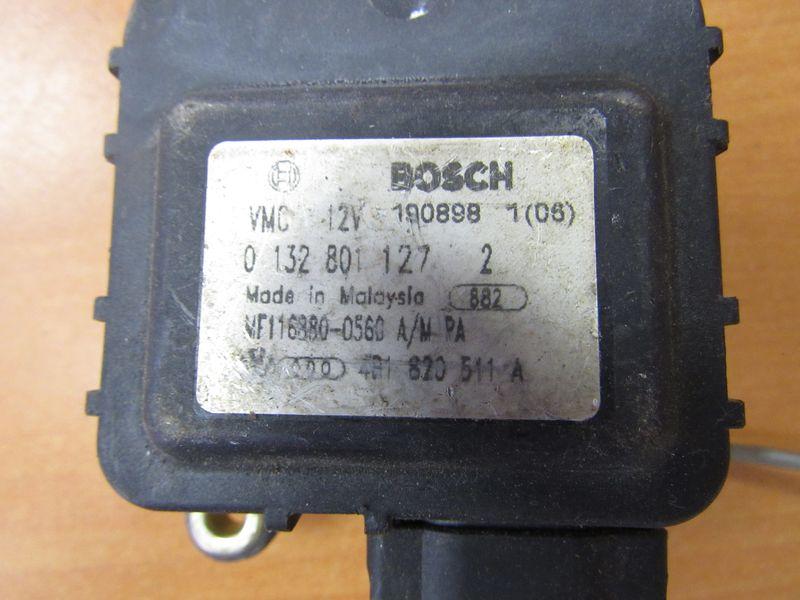 BOSCH
VMC 12V 190898 1(06)
0 132 801 127 2
Made in Malaysia 882
MF116880-0560 A/M PA
4B1 820 511 A